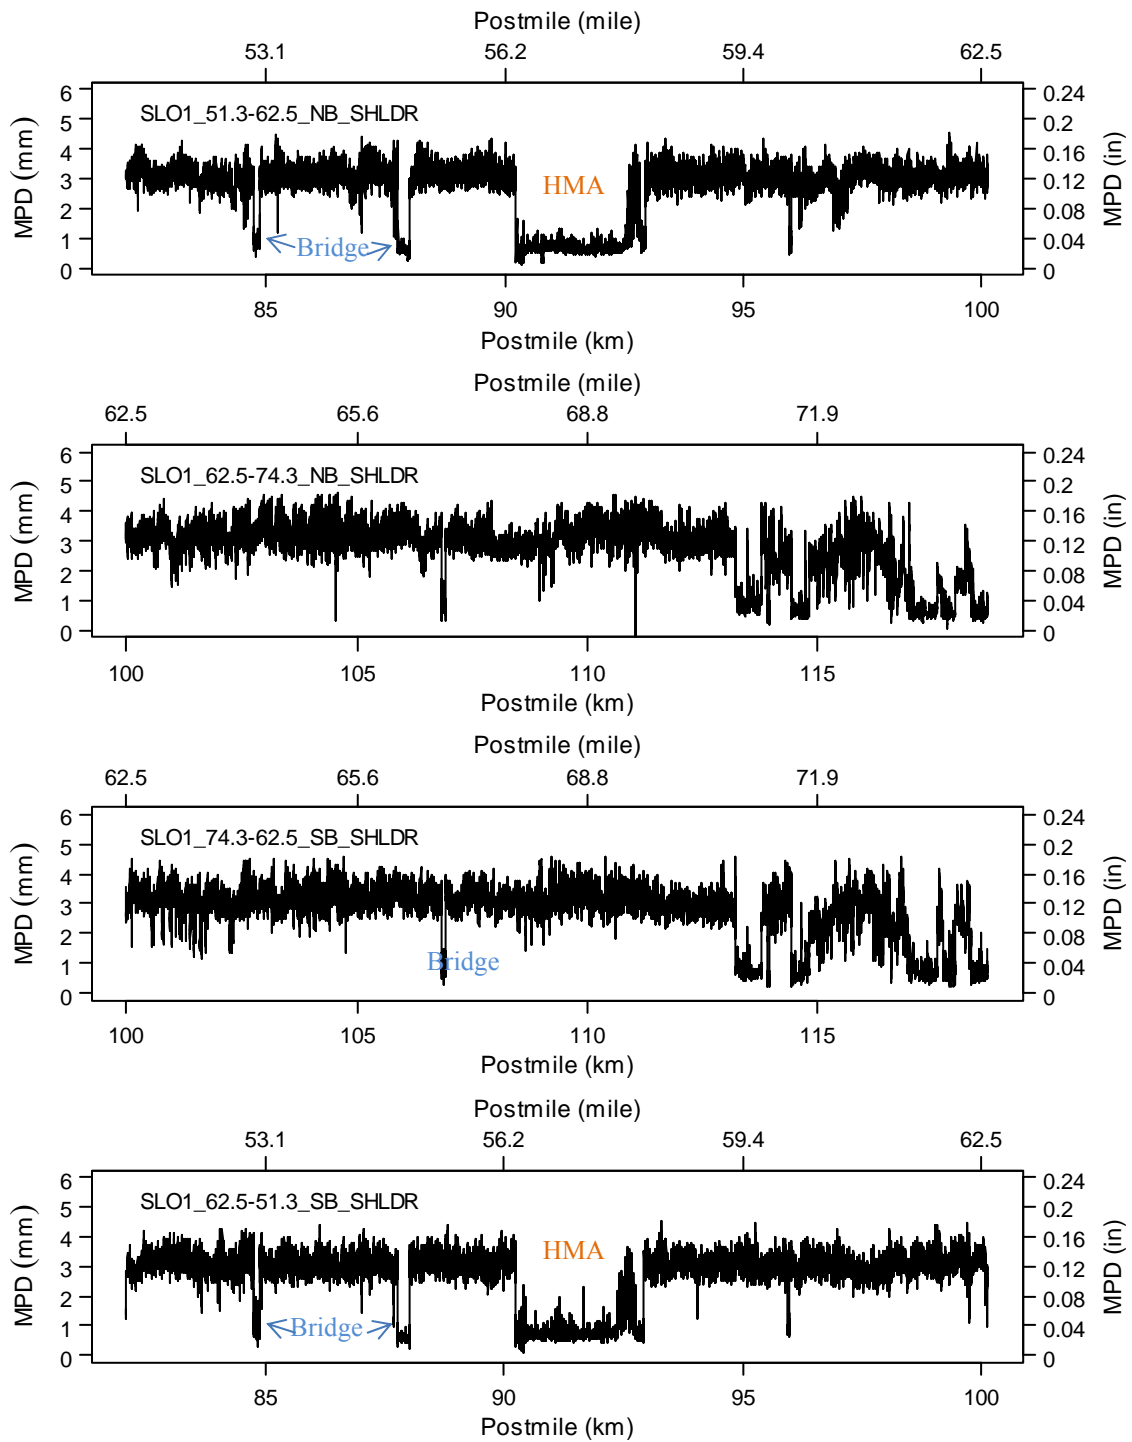 Postmile (mile)
53.1 56.2 59.4 62.5
SLO1_51.3-62.5_NB_SHLDR
MPD (mm)
6 5 4 3 2 1 0
0.24 0.2 0.16 0.12 0.08 0.04 0
MPD (in)
HMA
Bridge
85 90 95 100
Postmile (km)
Postmile (mile)
62.5 65.6 68.8 71.9
SLO1_62.5-74.3_NB_SHLDR
MPD (mm)
6 5 4 3 2 1 0
0.24 0.2 0.16 0.12 0.08 0.04 0
MPD (in)
100 105 110 115
Postmile (km)
Postmile (mile)
62.5 65.6 68.8 71.9
SLO1_74.3-62.5_SB_SHLDR
MPD (mm)
6 5 4 3 2 1 0
0.24 0.2 0.16 0.12 0.08 0.04 0
MPD (in)
Bridge
100 105 110 115
Postmile (km)
Postmile (mile)
53.1 56.2 59.4 62.5
SLO1_62.5-51.3_SB_SHLDR
MPD (mm)
6 5 4 3 2 1 0
0.24 0.2 0.16 0.12 0.08 0.04 0
MPD (in)
HMA
Bridge
85 90 95 100
Postmile (km)